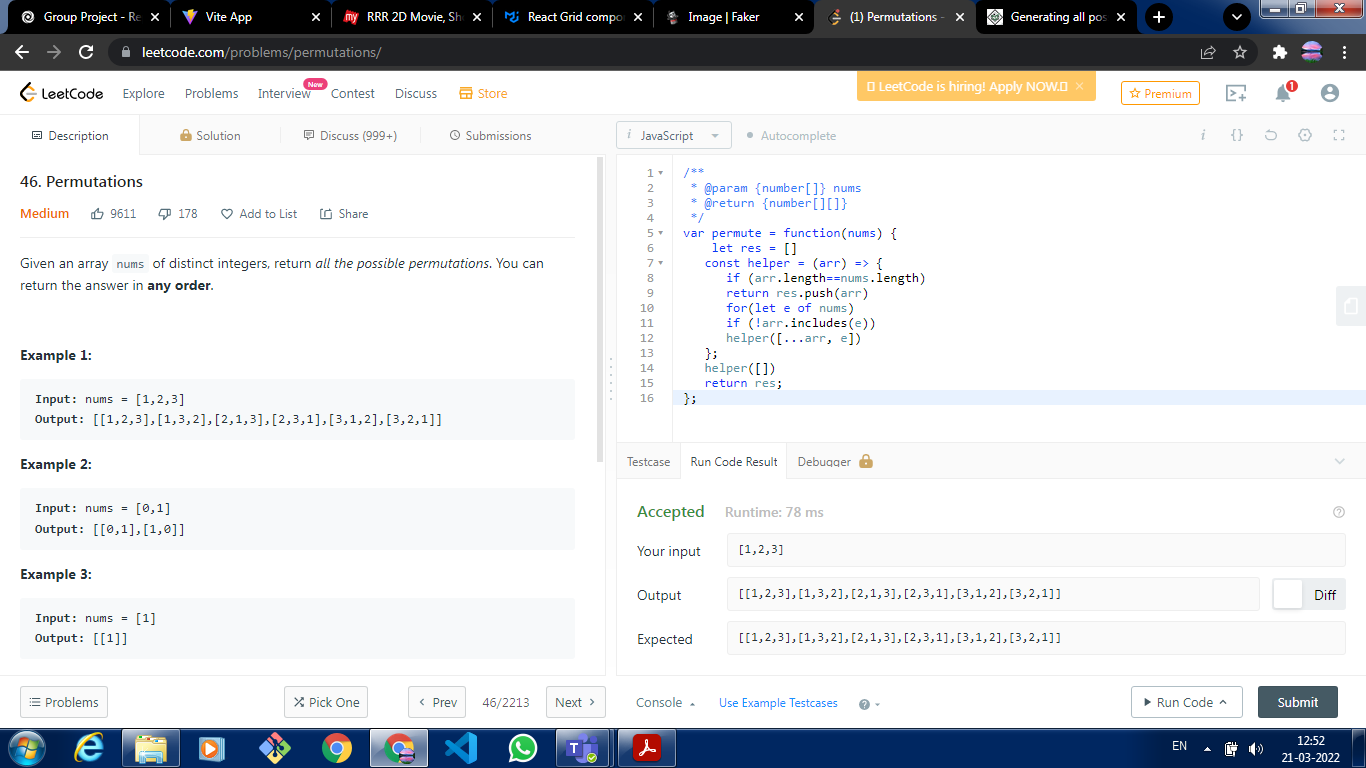 Group Project - Re
Vite App
RRR 2D Movie, Sh
React Grid compo
Image | Faker
(1) Permutations -
Generating all pos
leetcode.com/problems/permutations/
LeetCode
Explore
Problems
Interview
New
Contest
Discuss
Store
LeetCode is hiring! Apply NOW.
Premium
1
Description
Solution
Discuss (999+)
Submissions
i JavaScript
Autocomplete
i {}
46. Permutations
Medium 9611 178 Add to List Share
Given an array nums of distinct integers, return all the possible permutations. You can
return the answer in any order.
Example 1:
Input: nums = [1,2,3]
Output: [[1,2,3],[1,3,2],[2,1,3],[2,3,1],[3,1,2],[3,2,1]]
Example 2:
Input: nums = [0,1]
Output: [[0,1],[1,0]]
Example 3:
Input: nums = [1]
Output: [[1]]
Problems
Pick One
Prev
46/2213
Next
1 /**
2 * @param {number[]} nums
3 * @return {number[][]}
4 */
5 var permute = function(nums) {
6 let res = []
7 const helper = (arr) => {
8 if (arr.length==nums.length)
9 return res.push(arr)
10 for(let e of nums)
11 if (!arr.includes(e))
12 helper([...arr, e])
13 };
14 helper([])
15 return res;
16 };
Testcase
Run Code Result
Debugger
Accepted Runtime: 78 ms
Your input [1,2,3]
Output [[1,2,3],[1,3,2],[2,1,3],[2,3,1],[3,1,2],[3,2,1]] Diff
Expected [[1,2,3],[1,3,2],[2,1,3],[2,3,1],[3,1,2],[3,2,1]]
Console
Use Example Testcases
Run Code
Submit
EN
12:52
21-03-2022